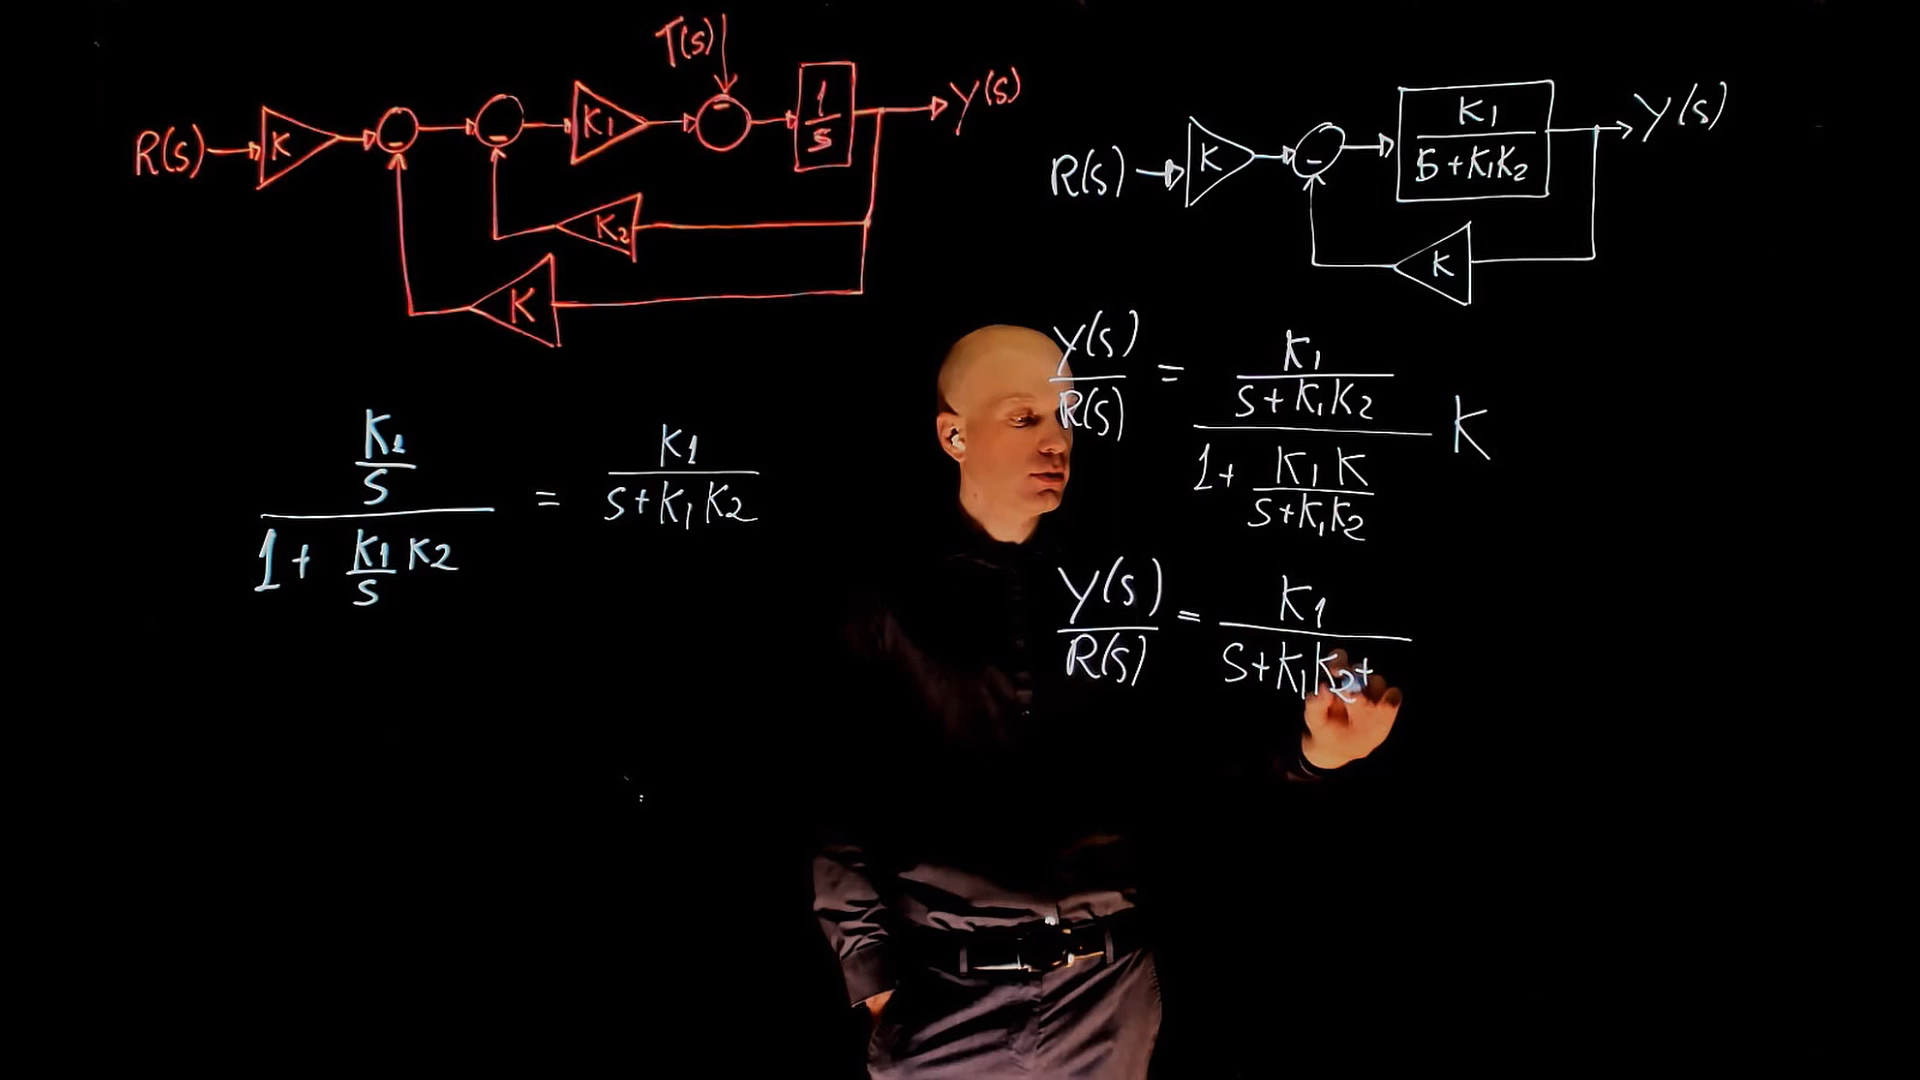 T(s)
R(s) K - - K1 - 1/s Y(s)
K2
K
R(s) K - K1/(s+K1K2) Y(s)
K
K1/s / (1+ K1/s K2) = K1/(s+K1K2)
Y(s)/R(s) = K1/(s+K1K2) / (1+ K1K/(s+K1K2)) K
Y(s)/R(s) = K1/(s+K1K2+